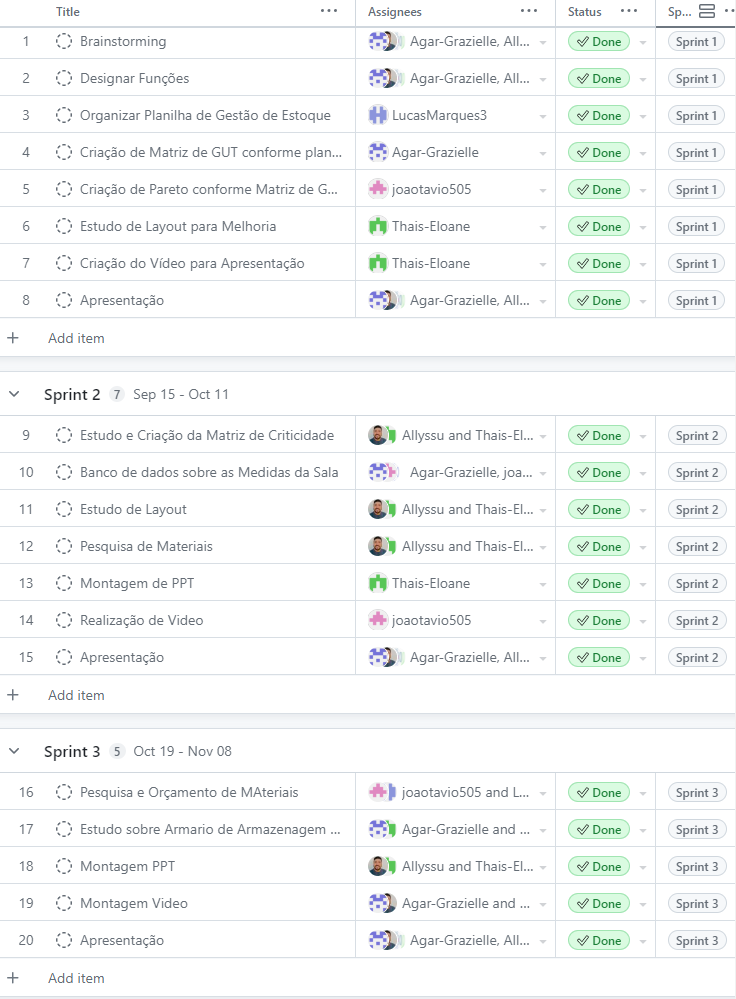 Title ... Assignees ... Status ... Sp...
1 Brainstorming Agar-Grazielle, All... Done Sprint 1
2 Designar Funções Agar-Grazielle, All... Done Sprint 1
3 Organizar Planilha de Gestão de Estoque LucasMarques3 Done Sprint 1
4 Criação de Matriz de GUT conforme plan... Agar-Grazielle Done Sprint 1
5 Criação de Pareto conforme Matriz de G... joaotavio505 Done Sprint 1
6 Estudo de Layout para Melhoria Thais-Eloane Done Sprint 1
7 Criação do Vídeo para Apresentação Thais-Eloane Done Sprint 1
8 Apresentação Agar-Grazielle, All... Done Sprint 1
+ Add item
Sprint 2 7 Sep 15 - Oct 11
9 Estudo e Criação da Matriz de Criticidade Allyssu and Thais-El... Done Sprint 2
10 Banco de dados sobre as Medidas da Sala Agar-Grazielle, joa... Done Sprint 2
11 Estudo de Layout Allyssu and Thais-El... Done Sprint 2
12 Pesquisa de Materiais Allyssu and Thais-El... Done Sprint 2
13 Montagem de PPT Thais-Eloane Done Sprint 2
14 Realização de Video joaotavio505 Done Sprint 2
15 Apresentação Agar-Grazielle, All... Done Sprint 2
+ Add item
Sprint 3 5 Oct 19 - Nov 08
16 Pesquisa e Orçamento de MAteriais joaotavio505 and L... Done Sprint 3
17 Estudo sobre Armario de Armazenagem ... Agar-Grazielle and ... Done Sprint 3
18 Montagem PPT Allyssu and Thais-El... Done Sprint 3
19 Montagem Video Agar-Grazielle and ... Done Sprint 3
20 Apresentação Agar-Grazielle, All... Done Sprint 3
+ Add item